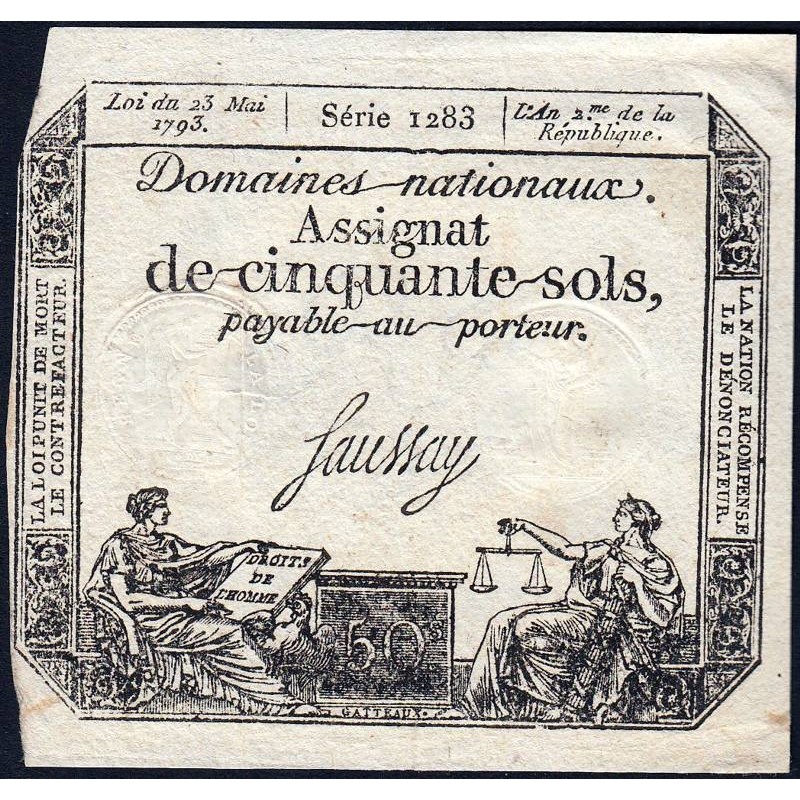 Loi du 23 Mai
1793.
Série 1283
L'An 2.me de la
République.
Domaines nationaux.
Assignat
de cinquante sols,
payable au porteur.
Saussay
LA LOI PUNIT DE MORT
LE CONTREFACTEUR.
LA NATION RÉCOMPENSE
LE DÉNONCIATEUR.
DROITS
DE
L'HOMME
50 s
GATTEAUX.